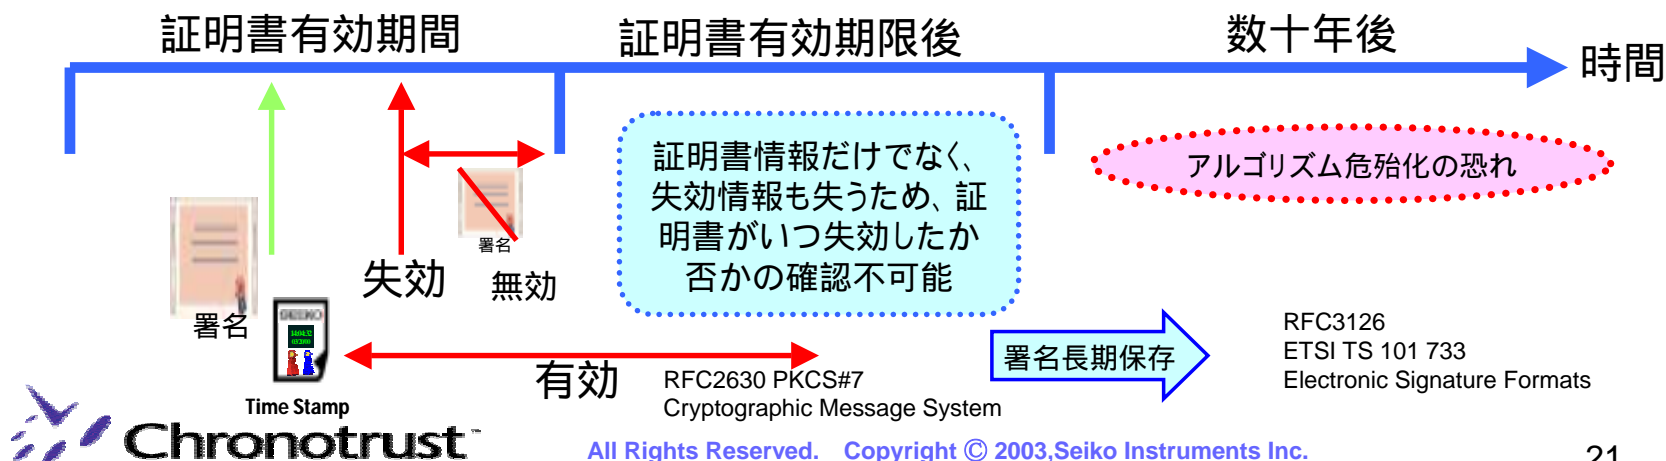 証明書有効期間
証明書有効期限後
数十年後
時間
証明書情報だけでなく、
失効情報も失うため、証
明書がいつ失効したか
否かの確認不可能
アルゴリズム危殆化の恐れ
署名
失効
署名
無効
署名
SEIKO
Time Stamp
有効
RFC2630 PKCS#7
Cryptographic Message System
署名長期保存
RFC3126
ETSI TS 101 733
Electronic Signature Formats
Chronotrust™
All Rights Reserved. Copyright © 2003,Seiko Instruments Inc.
21